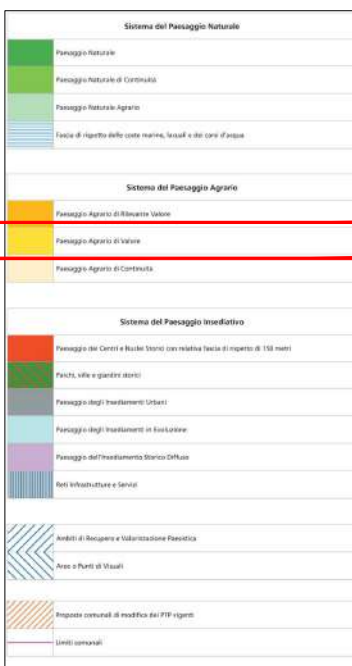 Sistema del Paesaggio Naturale
Paesaggio Naturale
Paesaggio Naturale di Continuità
Paesaggio Naturale Agrario
Fascia di rispetto delle coste marine, lacuali e dei corsi d'acqua
Sistema del Paesaggio Agrario
Paesaggio Agrario di Rilevante Valore
Paesaggio Agrario di Valore
Paesaggio Agrario di Continuità
Sistema del Paesaggio Insediativo
Paesaggio dei Centri e Nuclei Storici con relativa fascia di rispetto di 150 metri
Parchi, ville e giardini storici
Paesaggio degli Insediamenti Urbani
Paesaggio degli Insediamenti in Evoluzione
Paesaggio dell'Insediamento Storico Diffuso
Reti Infrastrutture e Servizi
Ambiti di Recupero e Valorizzazione Paesistica
Aree o Punti di Visuali
Proposte comunali di modifica dei PTP vigenti
Limiti comunali